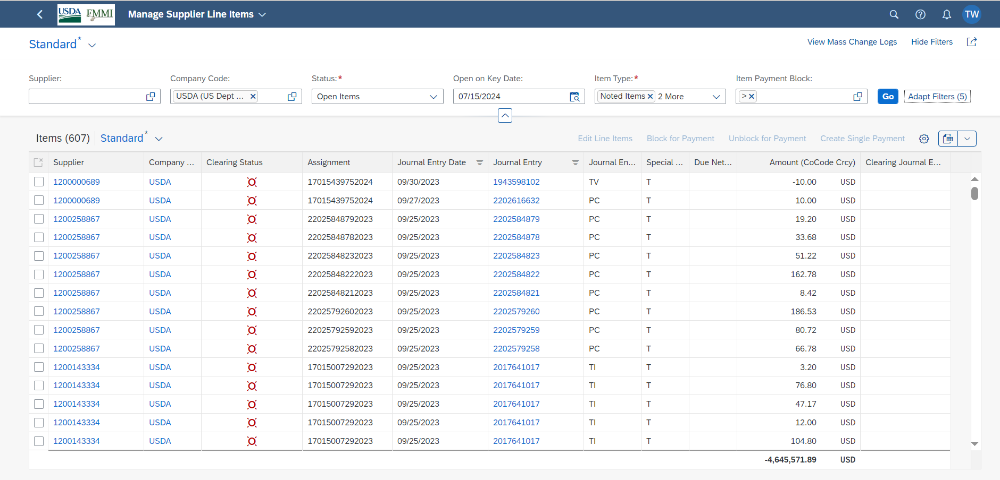 USDA FMMI Manage Supplier Line Items TW
Standard* View Mass Change Logs Hide Filters
Supplier: Company Code: Status:* Open on Key Date: Item Type:* Item Payment Block:
USDA (US Dept ... Open Items 07/15/2024 Noted Items 2 More > Go Adapt Filters (5)
Items (607) Standard* Edit Line Items Block for Payment Unblock for Payment Create Single Payment
Supplier Company ... Clearing Status Assignment Journal Entry Date Journal Entry Journal En... Special ... Due Net... Amount (CoCode Crcy) Clearing Journal E...
1200000689 USDA 17015439752024 09/30/2023 1943598102 TV T -10.00 USD
1200000689 USDA 17015439752024 09/27/2023 2202616632 PC T 10.00 USD
1200258867 USDA 22025848792023 09/25/2023 2202584879 PC T 19.20 USD
1200258867 USDA 22025848782023 09/25/2023 2202584878 PC T 33.68 USD
1200258867 USDA 22025848232023 09/25/2023 2202584823 PC T 51.22 USD
1200258867 USDA 22025848222023 09/25/2023 2202584822 PC T 162.78 USD
1200258867 USDA 22025848212023 09/25/2023 2202584821 PC T 8.42 USD
1200258867 USDA 22025792602023 09/25/2023 2202579260 PC T 186.53 USD
1200258867 USDA 22025792592023 09/25/2023 2202579259 PC T 80.72 USD
1200258867 USDA 22025792582023 09/25/2023 2202579258 PC T 66.78 USD
1200143334 USDA 17015007292023 09/25/2023 2017641017 TI T 3.20 USD
1200143334 USDA 17015007292023 09/25/2023 2017641017 TI T 76.80 USD
1200143334 USDA 17015007292023 09/25/2023 2017641017 TI T 47.17 USD
1200143334 USDA 17015007292023 09/25/2023 2017641017 TI T 12.00 USD
1200143334 USDA 17015007292023 09/25/2023 2017641017 TI T 104.80 USD
-4,645,571.89 USD